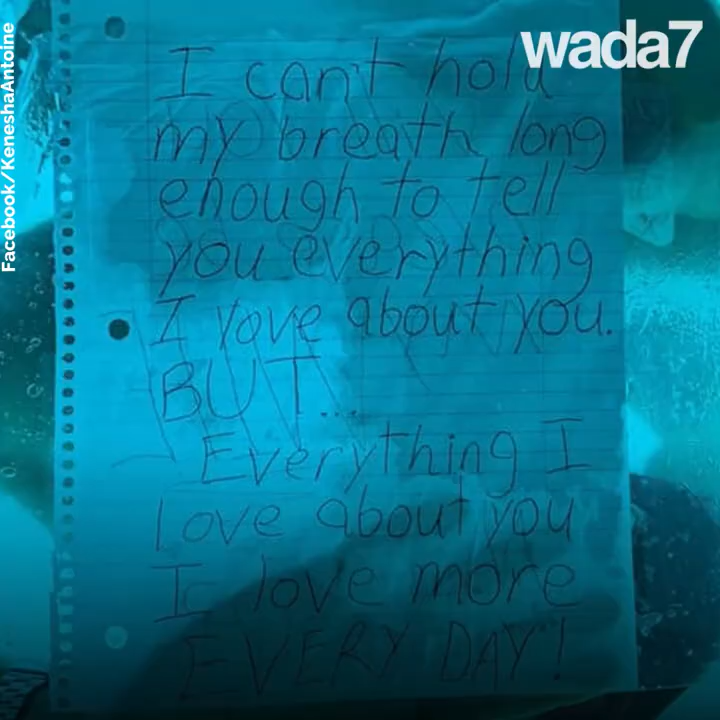 wada7
Facebook/KeneshaAntoine
I can't hold
my breath long
enough to tell
you everything
I love about you.
BUT...
Everything I
Love about you
I love more
EVERY DAY!